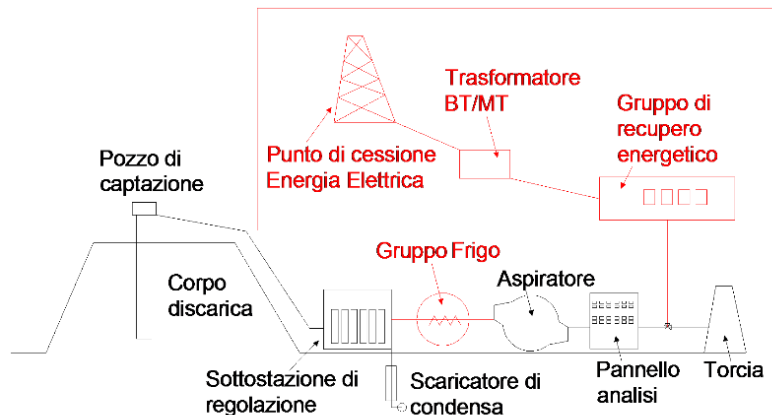 Trasformatore
BT/MT
Gruppo di
recupero
energetico
Punto di cessione
Energia Elettrica
Pozzo di
captazione
Gruppo Frigo
Aspiratore
Corpo
discarica
Sottostazione di
regolazione
Scaricatore di
condensa
Pannello
analisi
Torcia